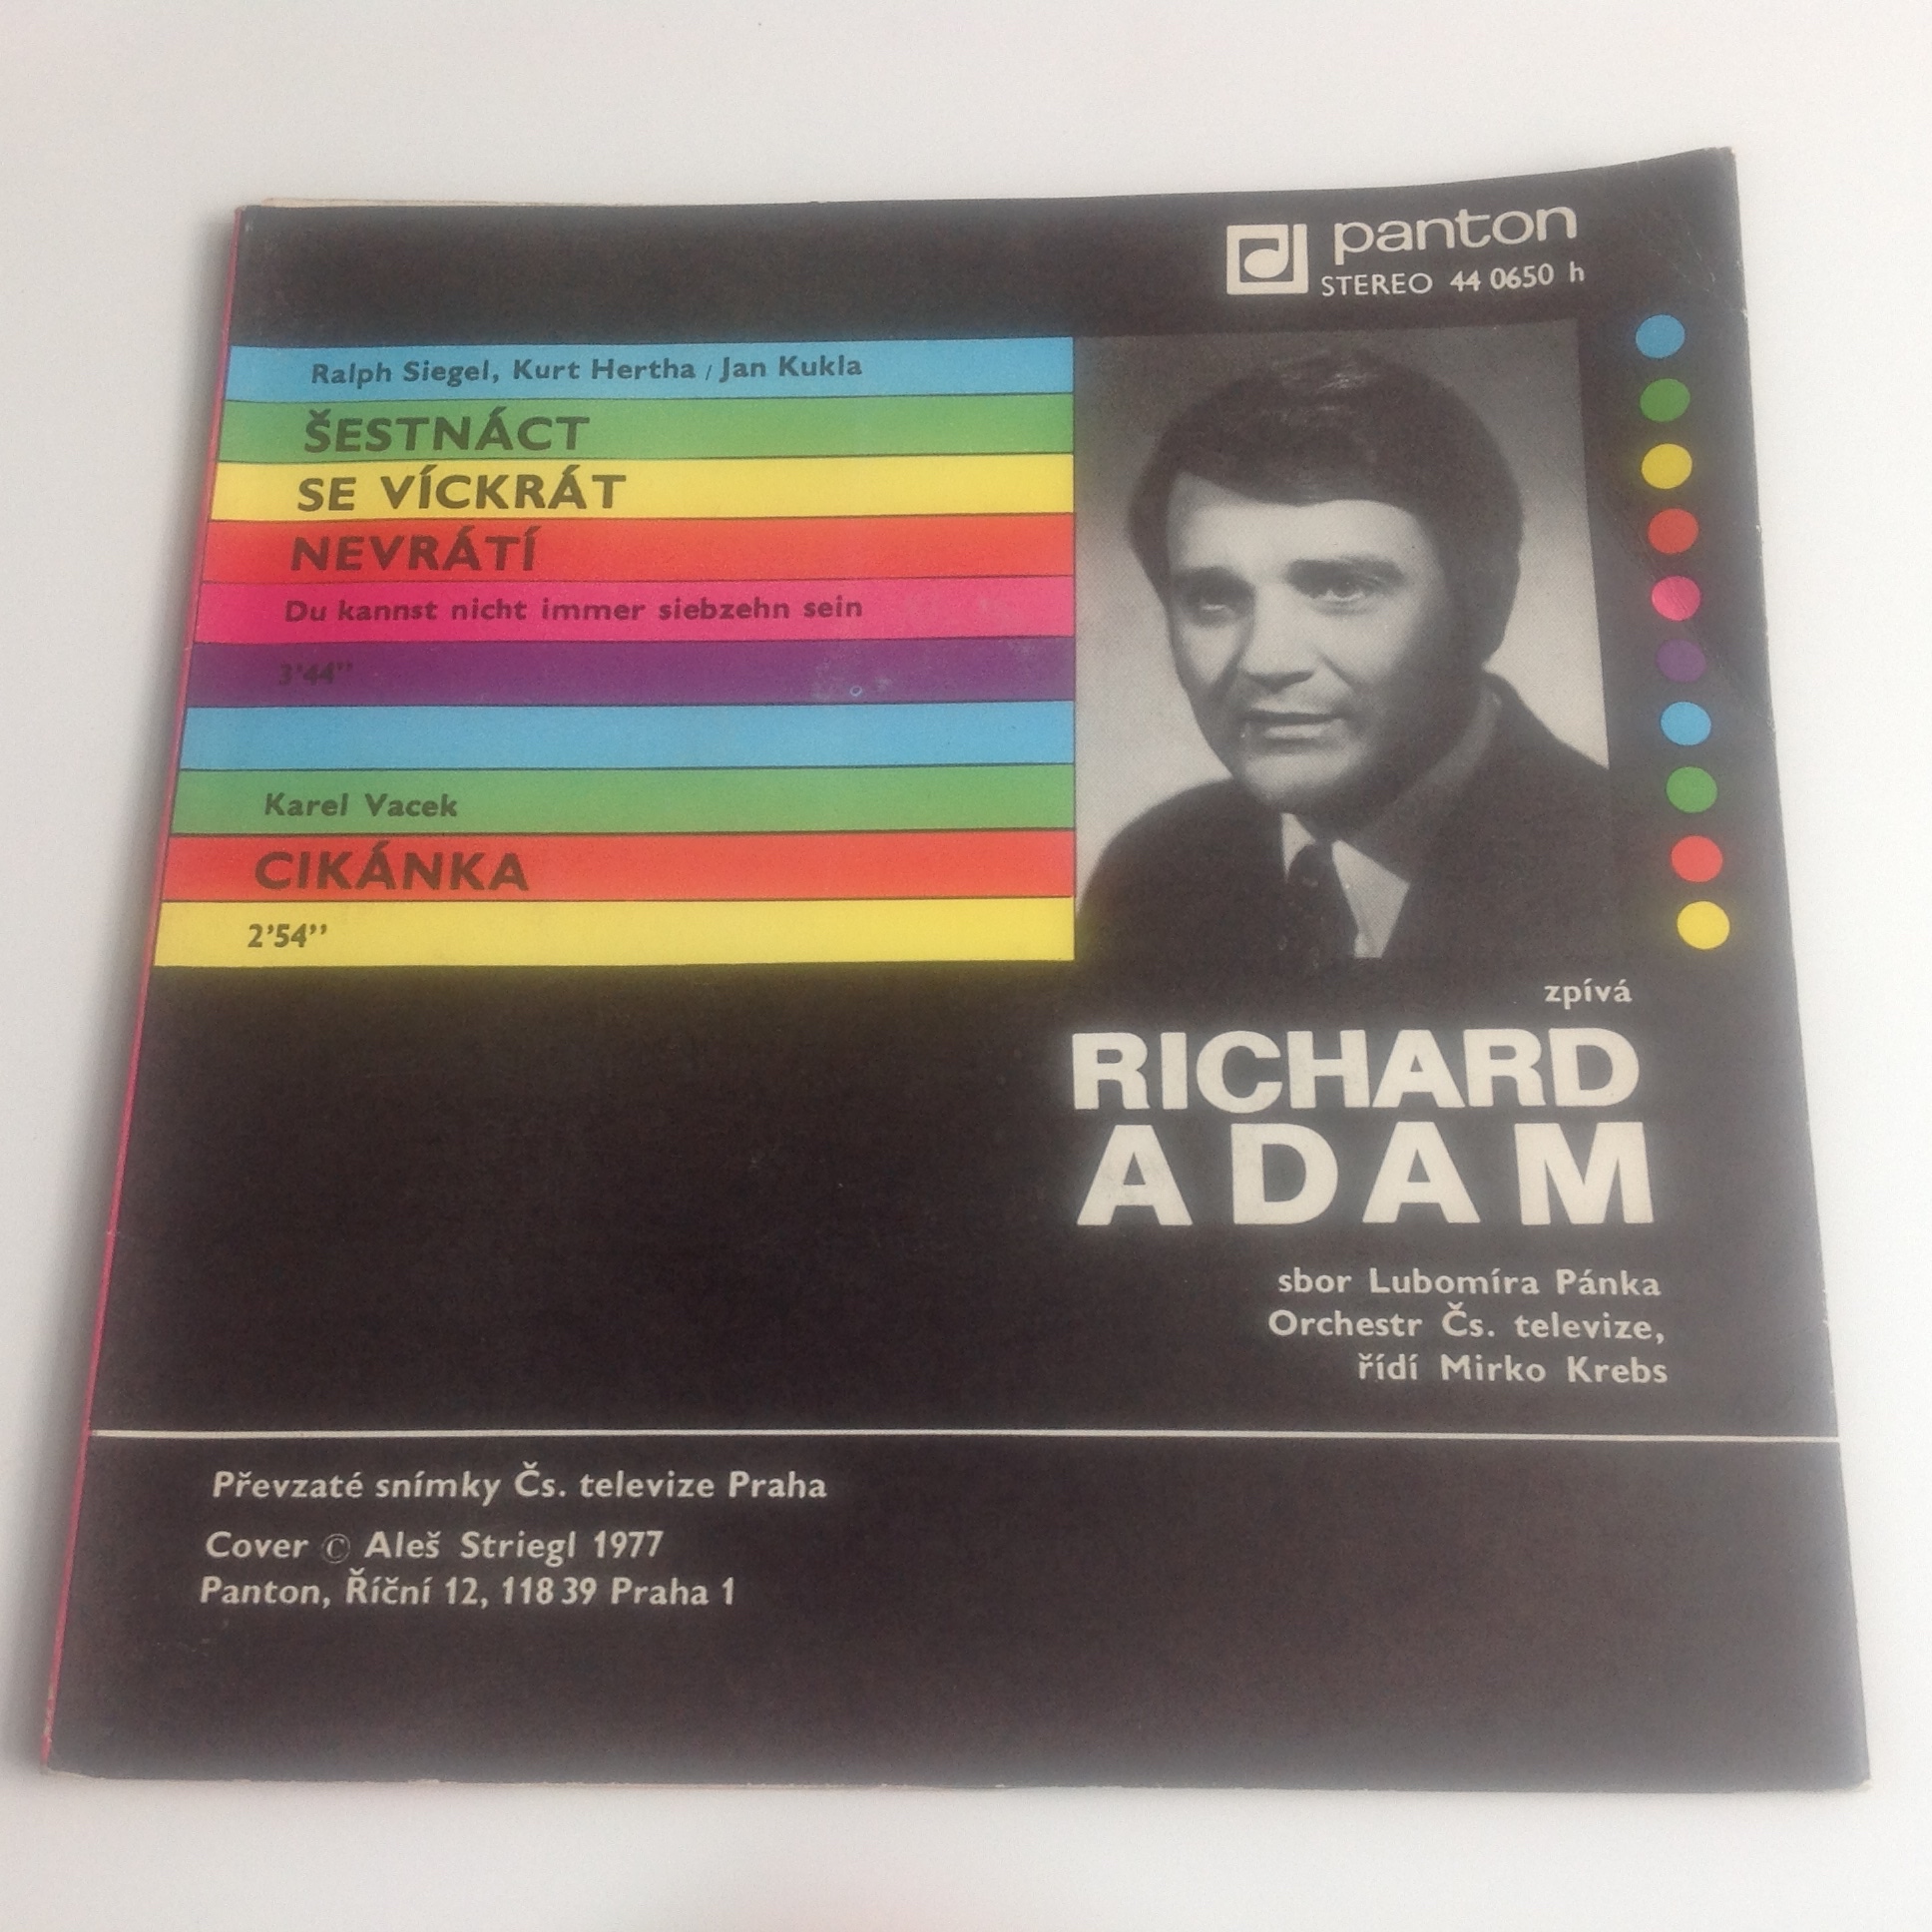 panton
STEREO 44 0650 h
Ralph Siegel, Kurt Hertha / Jan Kukla
ŠESTNÁCT
SE VÍCKRÁT
NEVRÁTÍ
Du kannst nicht immer siebzehn sein
3’44’’
Karel Vacek
CIKÁNKA
2’54’’
zpívá
RICHARD
ADAM
sbor Lubomíra Pánka
Orchestr Čs. televize,
řídí Mirko Krebs
Převzaté snímky Čs. televize Praha
Cover © Aleš Striegl 1977
Panton, Říční 12, 118 39 Praha 1